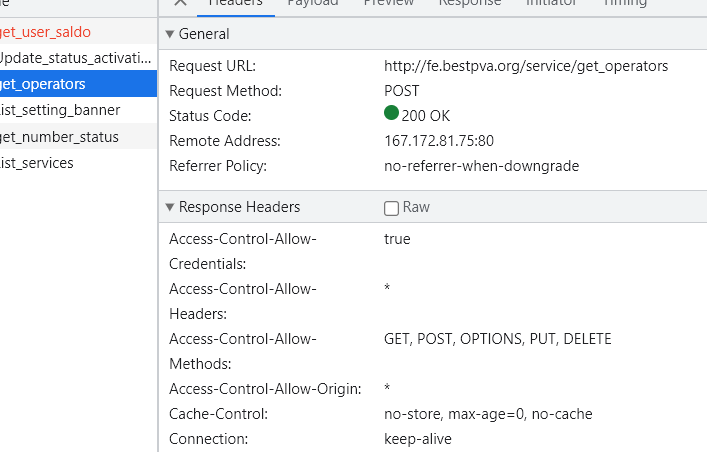 Headers Payload Preview Response Initiator Timing
get_user_saldo
Update_status_activati...
get_operators
list_setting_banner
get_number_status
list_services
General
Request URL: http://fe.bestpva.org/service/get_operators
Request Method: POST
Status Code: 200 OK
Remote Address: 167.172.81.75:80
Referrer Policy: no-referrer-when-downgrade
Response Headers Raw
Access-Control-Allow- true
Credentials:
Access-Control-Allow- *
Headers:
Access-Control-Allow- GET, POST, OPTIONS, PUT, DELETE
Methods:
Access-Control-Allow-Origin: *
Cache-Control: no-store, max-age=0, no-cache
Connection: keep-alive